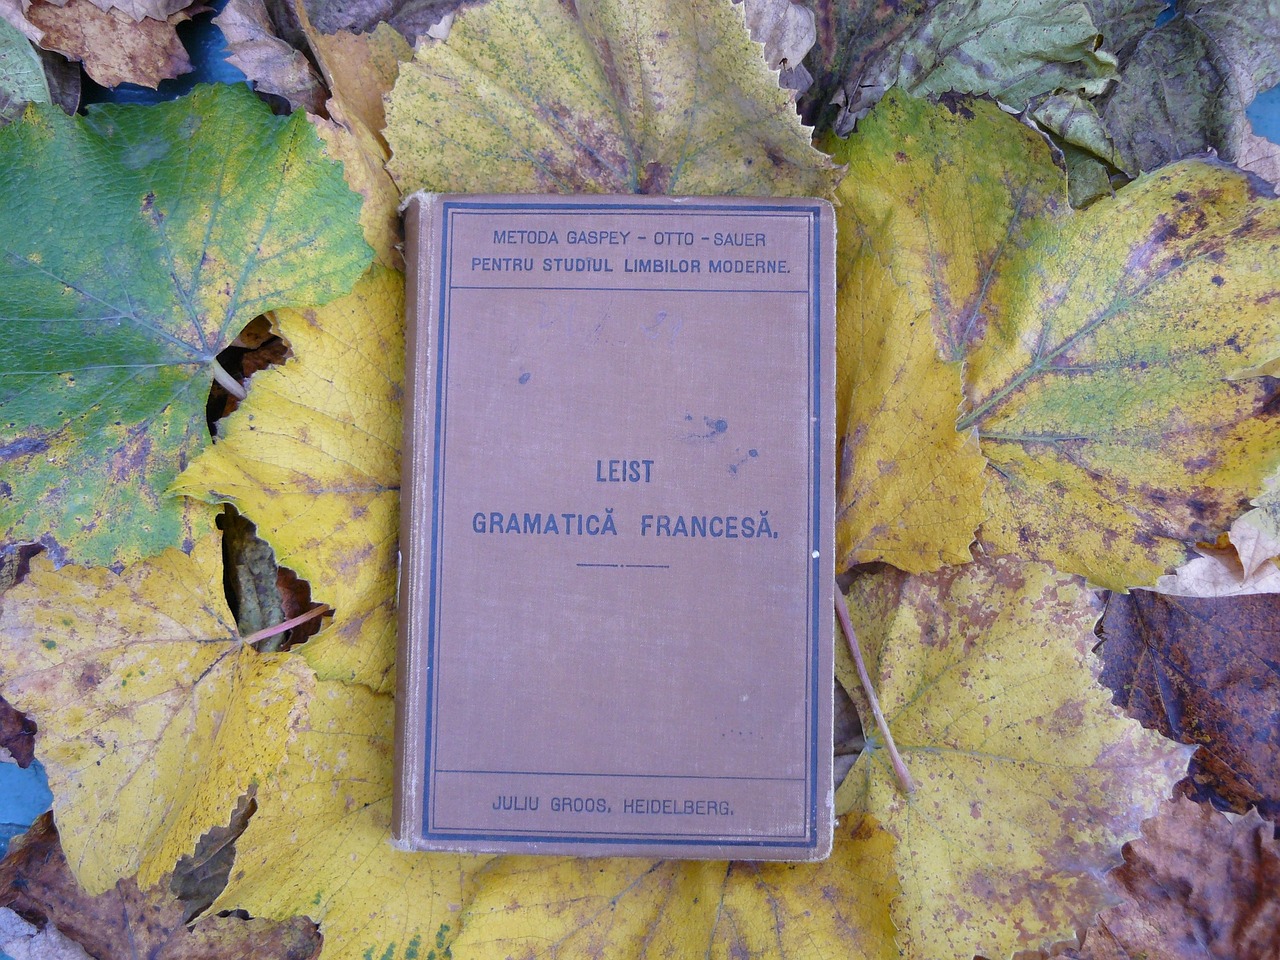 METODA GASPEY - OTTO - SAUER
PENTRU STUDIUL LIMBILOR MODERNE.
LEIST
GRAMATICĂ FRANCESĂ.
JULIU GROOS, HEIDELBERG.